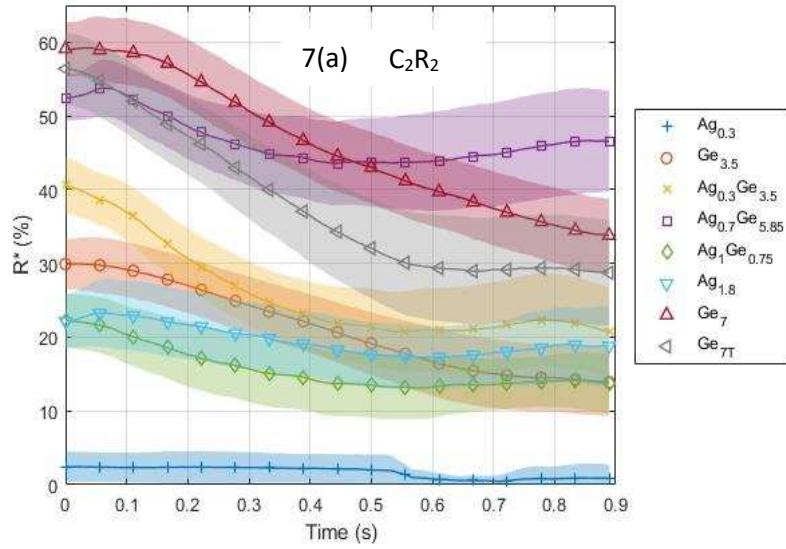 7(a) C₂R₂
60
50
40
30
20
10
0
R* (%)
0 0.1 0.2 0.3 0.4 0.5 0.6 0.7 0.8 0.9
Time (s)
Ag₀.₃
Ge₃.₅
Ag₀.₃Ge₃.₅
Ag₀.₇Ge₅.₈₅
Ag₁Ge₀.₇₅
Ag₁.₈
Ge₇
Ge₇T